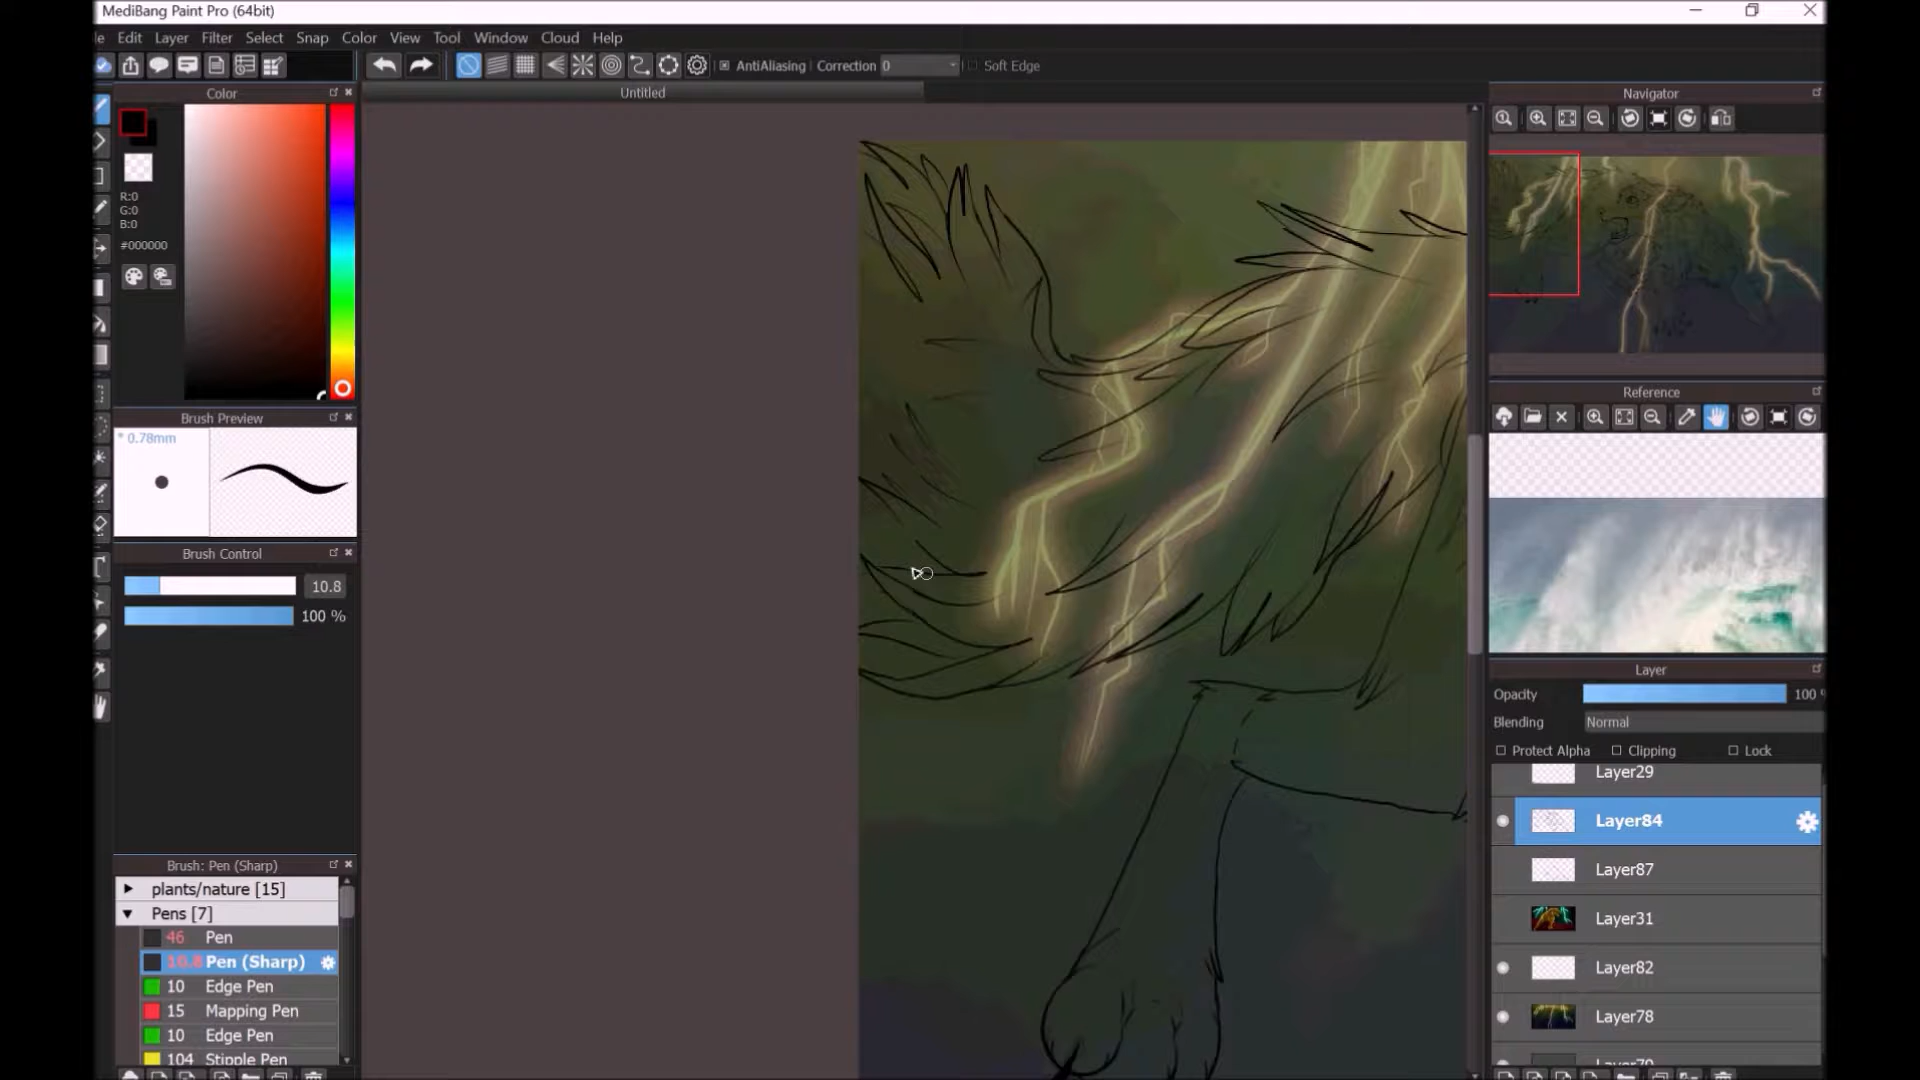 MediBang Paint Pro (64bit)
le Edit Layer Filter Select Snap Color View Tool Window Cloud Help
AntiAliasing Correction 0 Soft Edge
Color
Untitled
Navigator
R:0
G:0
B:0
#000000
Brush Preview
* 0.78mm
Reference
Brush Control
10.8
100 %
Layer
Opacity 100 %
Blending Normal
Protect Alpha Clipping Lock
Layer29
Layer84
Layer87
Layer31
Layer82
Layer78
Brush: Pen (Sharp)
plants/nature [15]
Pens [7]
46 Pen
10.8 Pen (Sharp)
10 Edge Pen
15 Mapping Pen
10 Edge Pen
104 Stipple Pen